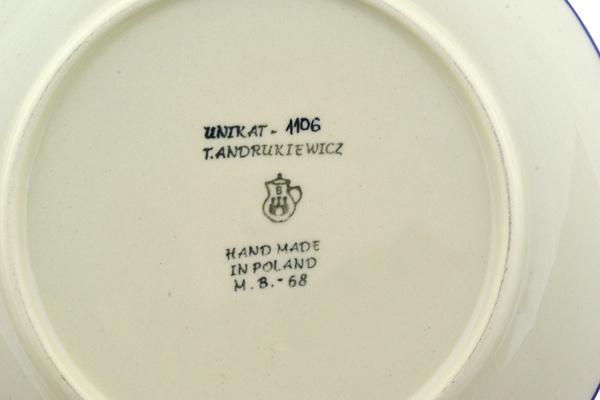 UNIKAT - 1106
T. ANDRUKIEWICZ
B
HAND MADE
IN POLAND
M.B.-68